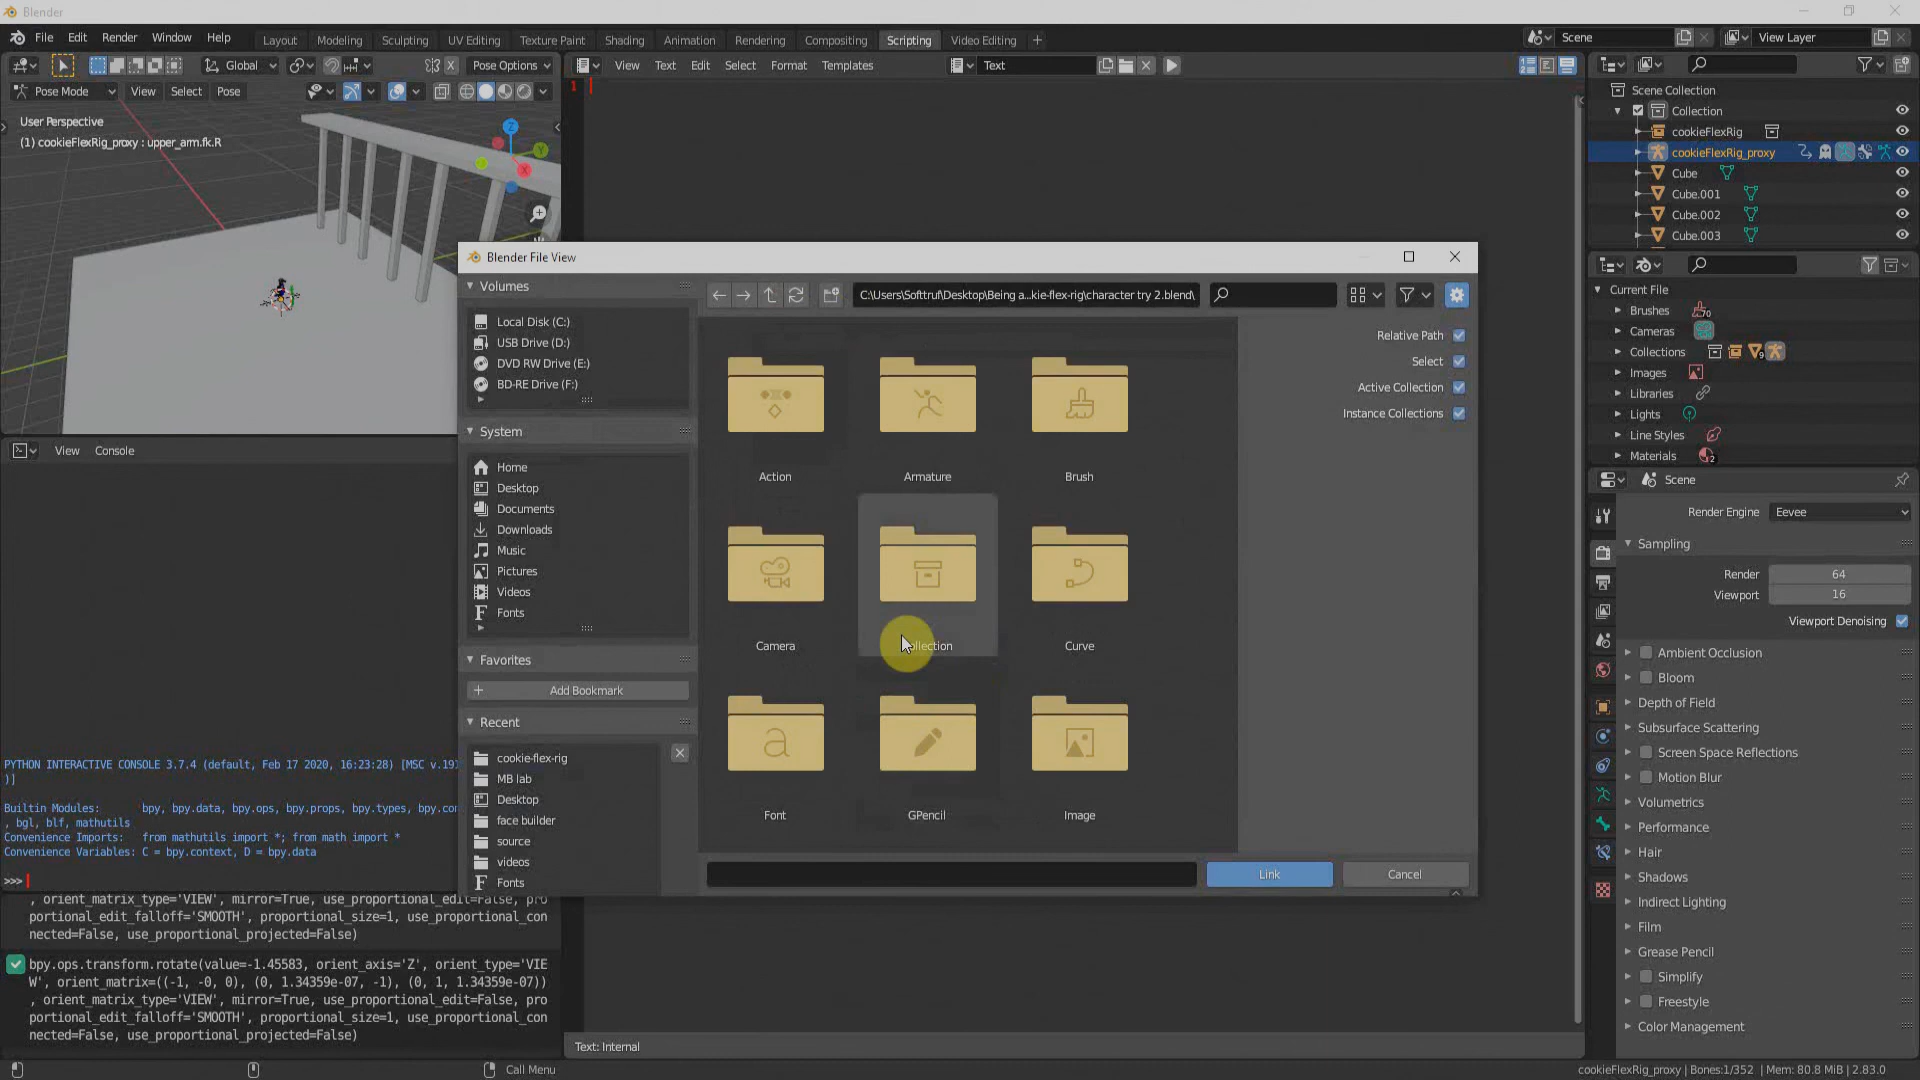 Blender
File Edit Render Window Help
Layout Modeling Sculpting UV Editing Texture Paint Shading Animation Rendering Compositing Scripting Video Editing +
Scene
View Layer
Global
Pose Options
View Text Edit Select Format Templates
Text
Pose Mode View Select Pose
1
User Perspective
(1) cookieFlexRig_proxy : upper_arm.fk.R
Z
Y
X
Scene Collection
Collection
cookieFlexRig
cookieFlexRig_proxy
Cube
Cube.001
Cube.002
Cube.003
Blender File View
Volumes
Local Disk (C:)
USB Drive (D:)
DVD RW Drive (E:)
BD-RE Drive (F:)
System
Home
Desktop
Documents
Downloads
Music
Pictures
Videos
Fonts
Favorites
Add Bookmark
Recent
cookie-flex-rig
MB lab
Desktop
face builder
source
videos
Fonts
C:\Users\Softtruf\Desktop\Being a...kie-flex-rig\character try 2.blend\
Action
Armature
Brush
Camera
Curve
Font
GPencil
Image
Relative Path
Select
Active Collection
Instance Collections
Link
Cancel
Current File
Brushes
70
Cameras
Collections
9
Images
Libraries
Lights
Line Styles
Materials
2
Scene
Render Engine Eevee
Sampling
Render 64
Viewport 16
Viewport Denoising
Ambient Occlusion
Bloom
Depth of Field
Subsurface Scattering
Screen Space Reflections
Motion Blur
Volumetrics
Performance
Hair
Shadows
Indirect Lighting
Film
Grease Pencil
Simplify
Freestyle
Color Management
View Console
PYTHON INTERACTIVE CONSOLE 3.7.4 (default, Feb 17 2020, 16:23:28) [MSC v.19
)]
Builtin Modules: bpy, bpy.data, bpy.ops, bpy.props, bpy.types, bpy.con
, bgl, blf, mathutils
Convenience Imports: from mathutils import *; from math import *
Convenience Variables: C = bpy.context, D = bpy.data
>>>
, orient_matrix_type='VIEW', mirror=True, use_proportional_edit=False, pro
portional_edit_falloff='SMOOTH', proportional_size=1, use_proportional_con
nected=False, use_proportional_projected=False)
bpy.ops.transform.rotate(value=-1.45583, orient_axis='Z', orient_type='VIE
W', orient_matrix=((-1, -0, 0), (0, 1.34359e-07, -1), (0, 1, 1.34359e-07))
, orient_matrix_type='VIEW', mirror=True, use_proportional_edit=False, pro
portional_edit_falloff='SMOOTH', proportional_size=1, use_proportional_con
nected=False, use_proportional_projected=False)
Text: Internal
Call Menu
cookieFlexRig_proxy | Bones:1/352 | Mem: 80.8 MiB | 2.83.0